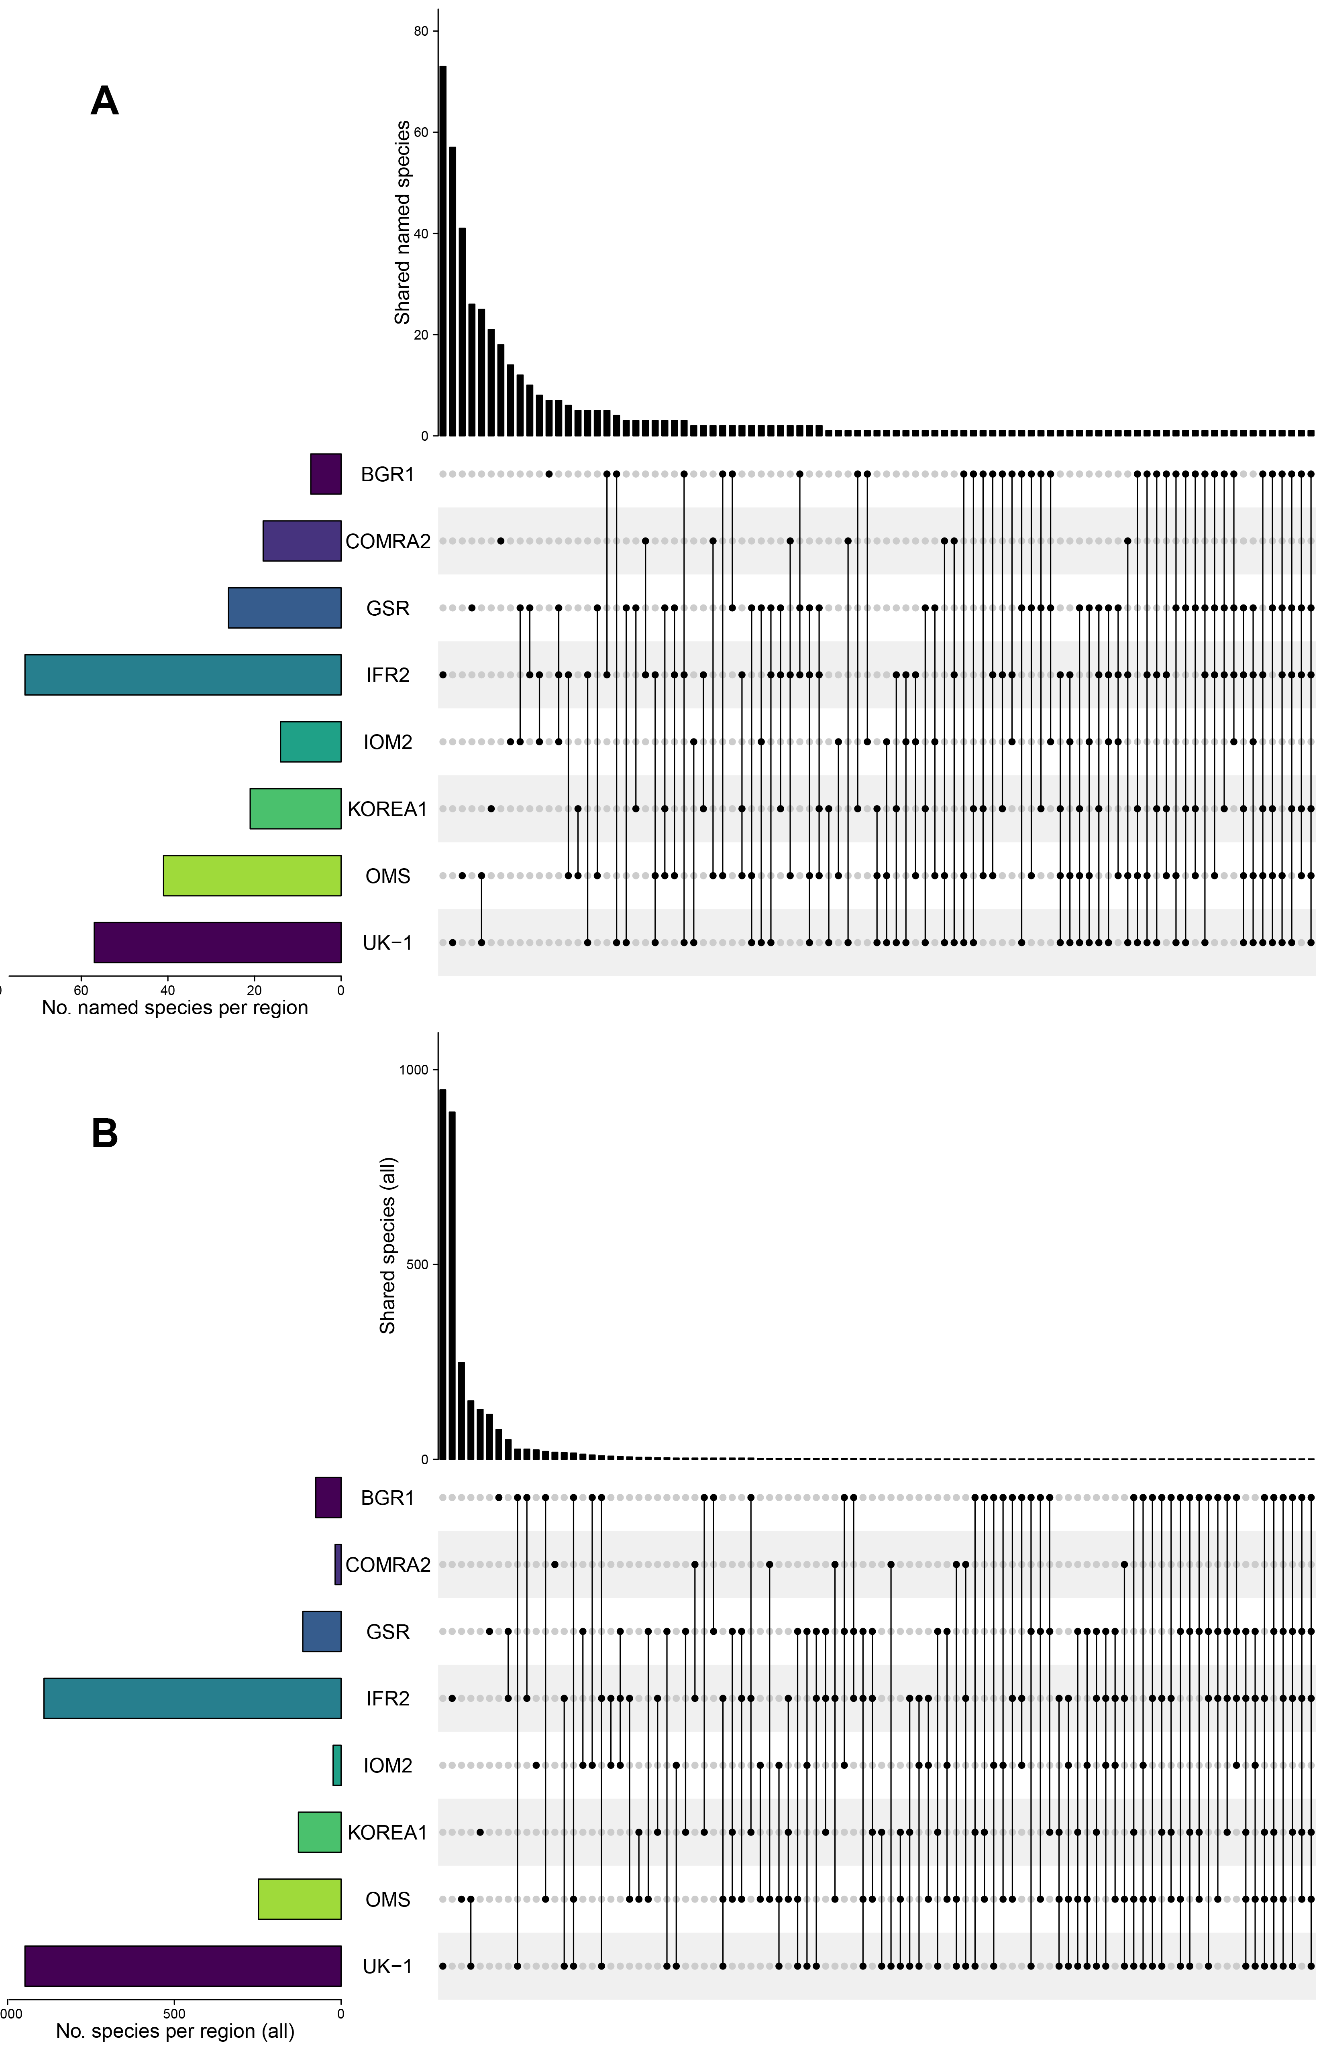 A
80
60
40
20
0
Shared named species
BGR1
COMRA2
GSR
IFR2
IOM2
KOREA1
OMS
UK−1
60 40 20 0
No. named species per region
B
1000
500
0
Shared species (all)
BGR1
COMRA2
GSR
IFR2
IOM2
KOREA1
OMS
UK−1
000 500 0
No. species per region (all)